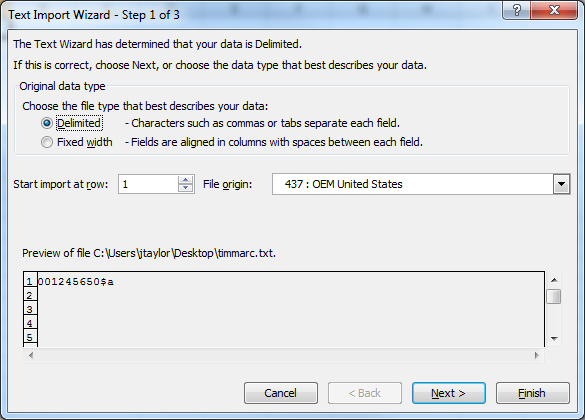 Text Import Wizard - Step 1 of 3
The Text Wizard has determined that your data is Delimited.
If this is correct, choose Next, or choose the data type that best describes your data.
Original data type
Choose the file type that best describes your data:
Delimited - Characters such as commas or tabs separate each field.
Fixed width - Fields are aligned in columns with spaces between each field.
Start import at row: 1 File origin: 437 : OEM United States
Preview of file C:\Users\jtaylor\Desktop\timmarc.txt.
1 001245650$a
2
3
4
5
Cancel < Back Next > Finish